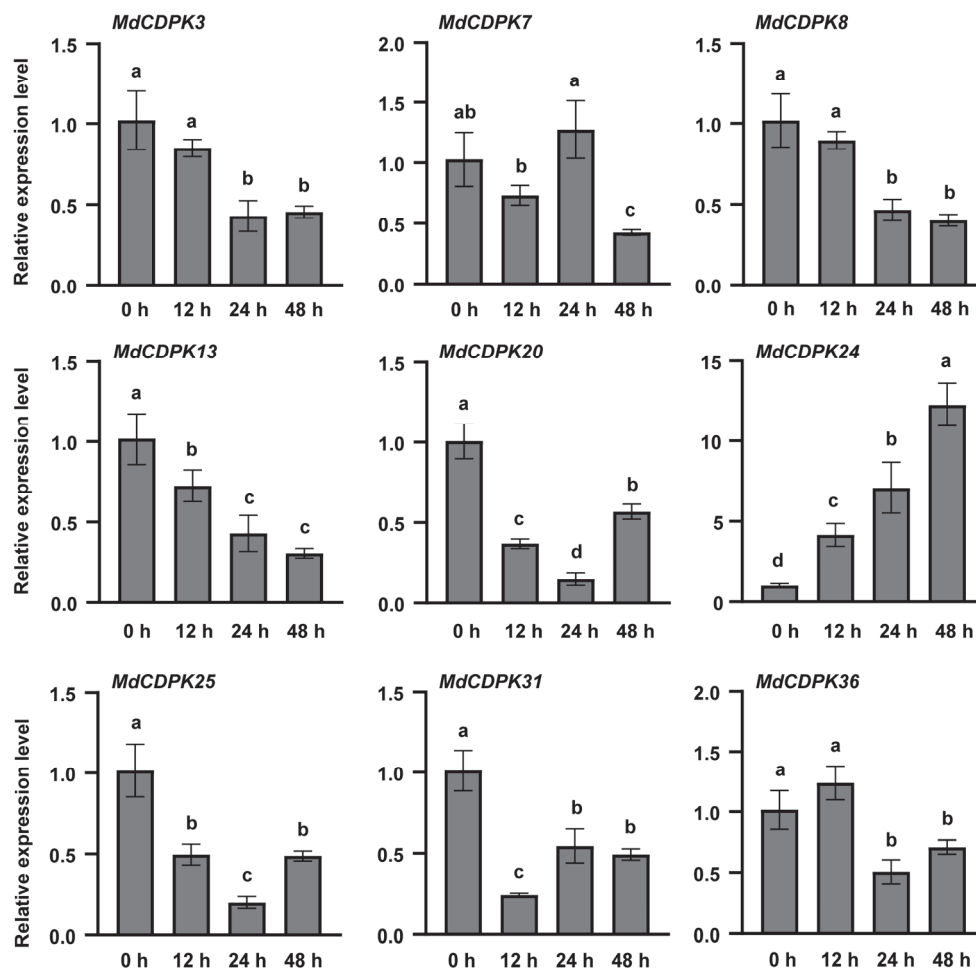 MdCDPK3
Relative expression level
1.5
1.0
0.5
0.0
a
a
b
b
0 h 12 h 24 h 48 h
MdCDPK7
2.0
1.5
1.0
0.5
0.0
ab
b
a
c
0 h 12 h 24 h 48 h
MdCDPK8
1.5
1.0
0.5
0.0
a
a
b
b
0 h 12 h 24 h 48 h
MdCDPK13
Relative expression level
1.5
1.0
0.5
0.0
a
b
c
c
0 h 12 h 24 h 48 h
MdCDPK20
1.5
1.0
0.5
0.0
a
c
d
b
0 h 12 h 24 h 48 h
MdCDPK24
15
10
5
0
d
c
b
a
0 h 12 h 24 h 48 h
MdCDPK25
Relative expression level
1.5
1.0
0.5
0.0
a
b
c
b
0 h 12 h 24 h 48 h
MdCDPK31
1.5
1.0
0.5
0.0
a
c
b
b
0 h 12 h 24 h 48 h
MdCDPK36
2.0
1.5
1.0
0.5
0.0
a
a
b
b
0 h 12 h 24 h 48 h